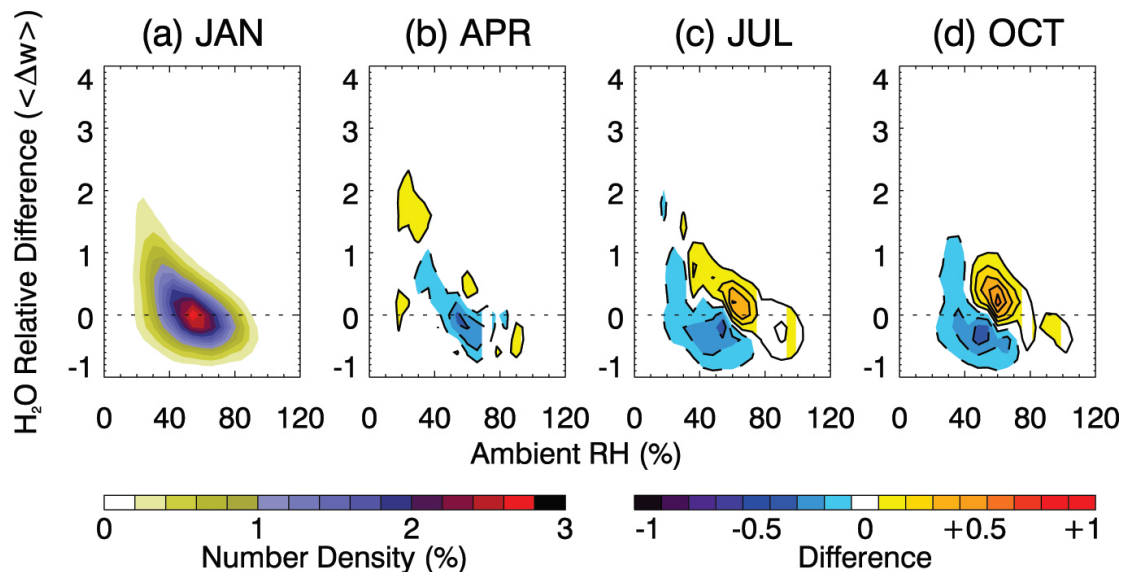 (a) JAN (b) APR (c) JUL (d) OCT
H₂O Relative Difference (<Δw>)
4 4 4 4
3 3 3 3
2 2 2 2
1 1 1 1
0 0 0 0
-1 -1 -1 -1
0 40 80 120 0 40 80 120 0 40 80 120 0 40 80 120
Ambient RH (%)
0 1 2 3 -1 -0.5 0 +0.5 +1
Number Density (%) Difference